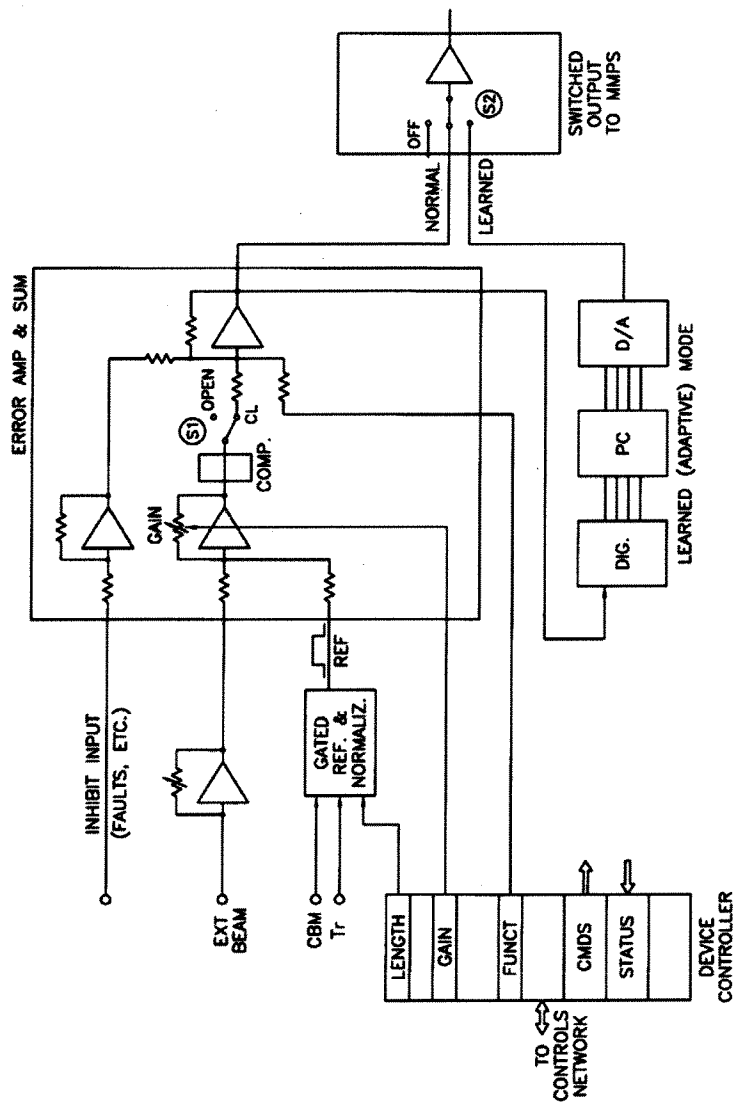 ERROR AMP & SUM
INHIBIT INPUT
(FAULTS, ETC.)
EXT
BEAM
CBM
Tr
GATED
REF. &
NORMALIZ.
REF
GAIN
COMP.
S1
OPEN
CL
OFF
NORMAL
LEARNED
S2
SWITCHED
OUTPUT
TO MMPS
LENGTH
GAIN
FUNCT
CMDS
STATUS
DEVICE
CONTROLLER
TO
CONTROLS
NETWORK
DIG.
PC
D/A
LEARNED (ADAPTIVE) MODE